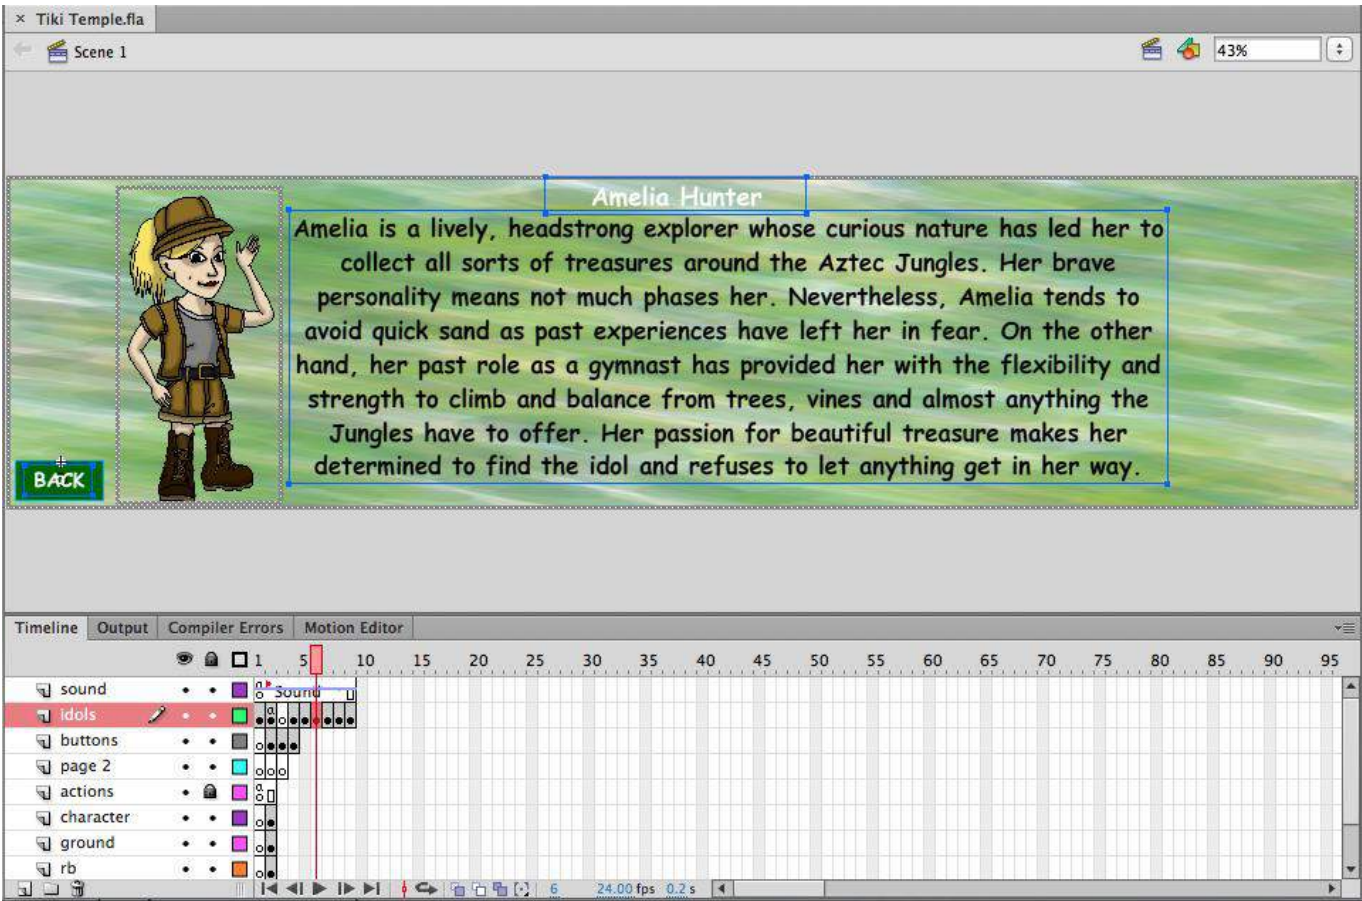 × Tiki Temple.fla
Scene 1
43%
Amelia Hunter
Amelia is a lively, headstrong explorer whose curious nature has led her to
collect all sorts of treasures around the Aztec Jungles. Her brave
personality means not much phases her. Nevertheless, Amelia tends to
avoid quick sand as past experiences have left her in fear. On the other
hand, her past role as a gymnast has provided her with the flexibility and
strength to climb and balance from trees, vines and almost anything the
Jungles have to offer. Her passion for beautiful treasure makes her
determined to find the idol and refuses to let anything get in her way.
BACK
Timeline Output Compiler Errors Motion Editor
1 5 10 15 20 25 30 35 40 45 50 55 60 65 70 75 80 85 90 95
sound Sound
idols
buttons
page 2
actions
character
ground
rb
6 24.00 fps 0.2 s